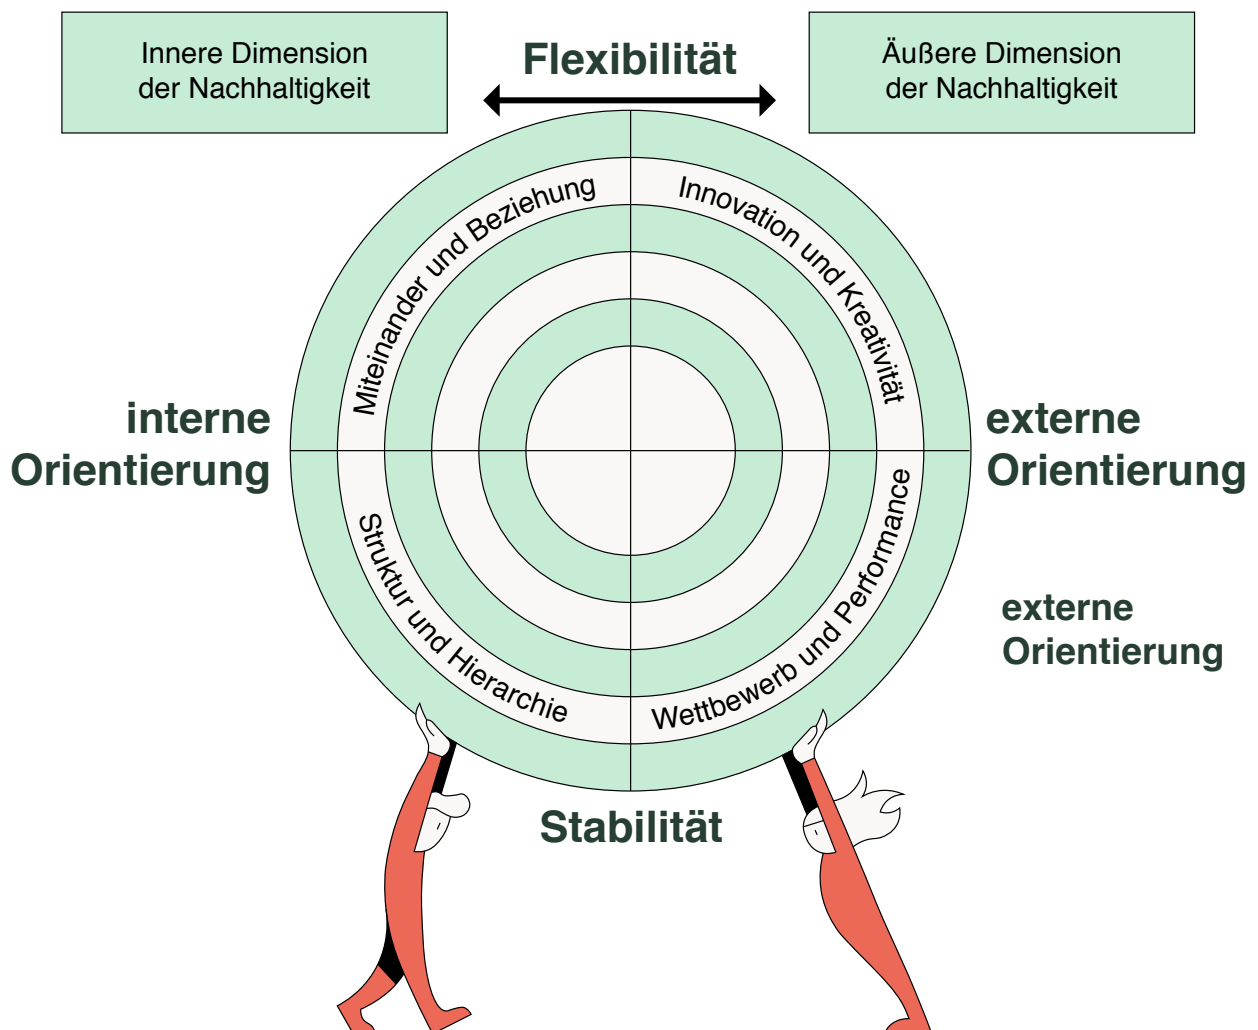 Innere Dimension
der Nachhaltigkeit
Flexibilität
Äußere Dimension
der Nachhaltigkeit
Miteinander und Beziehung
Innovation und Kreativität
interne
Orientierung
externe
Orientierung
Struktur und Hierarchie
Wettbewerb und Performance
externe
Orientierung
Stabilität